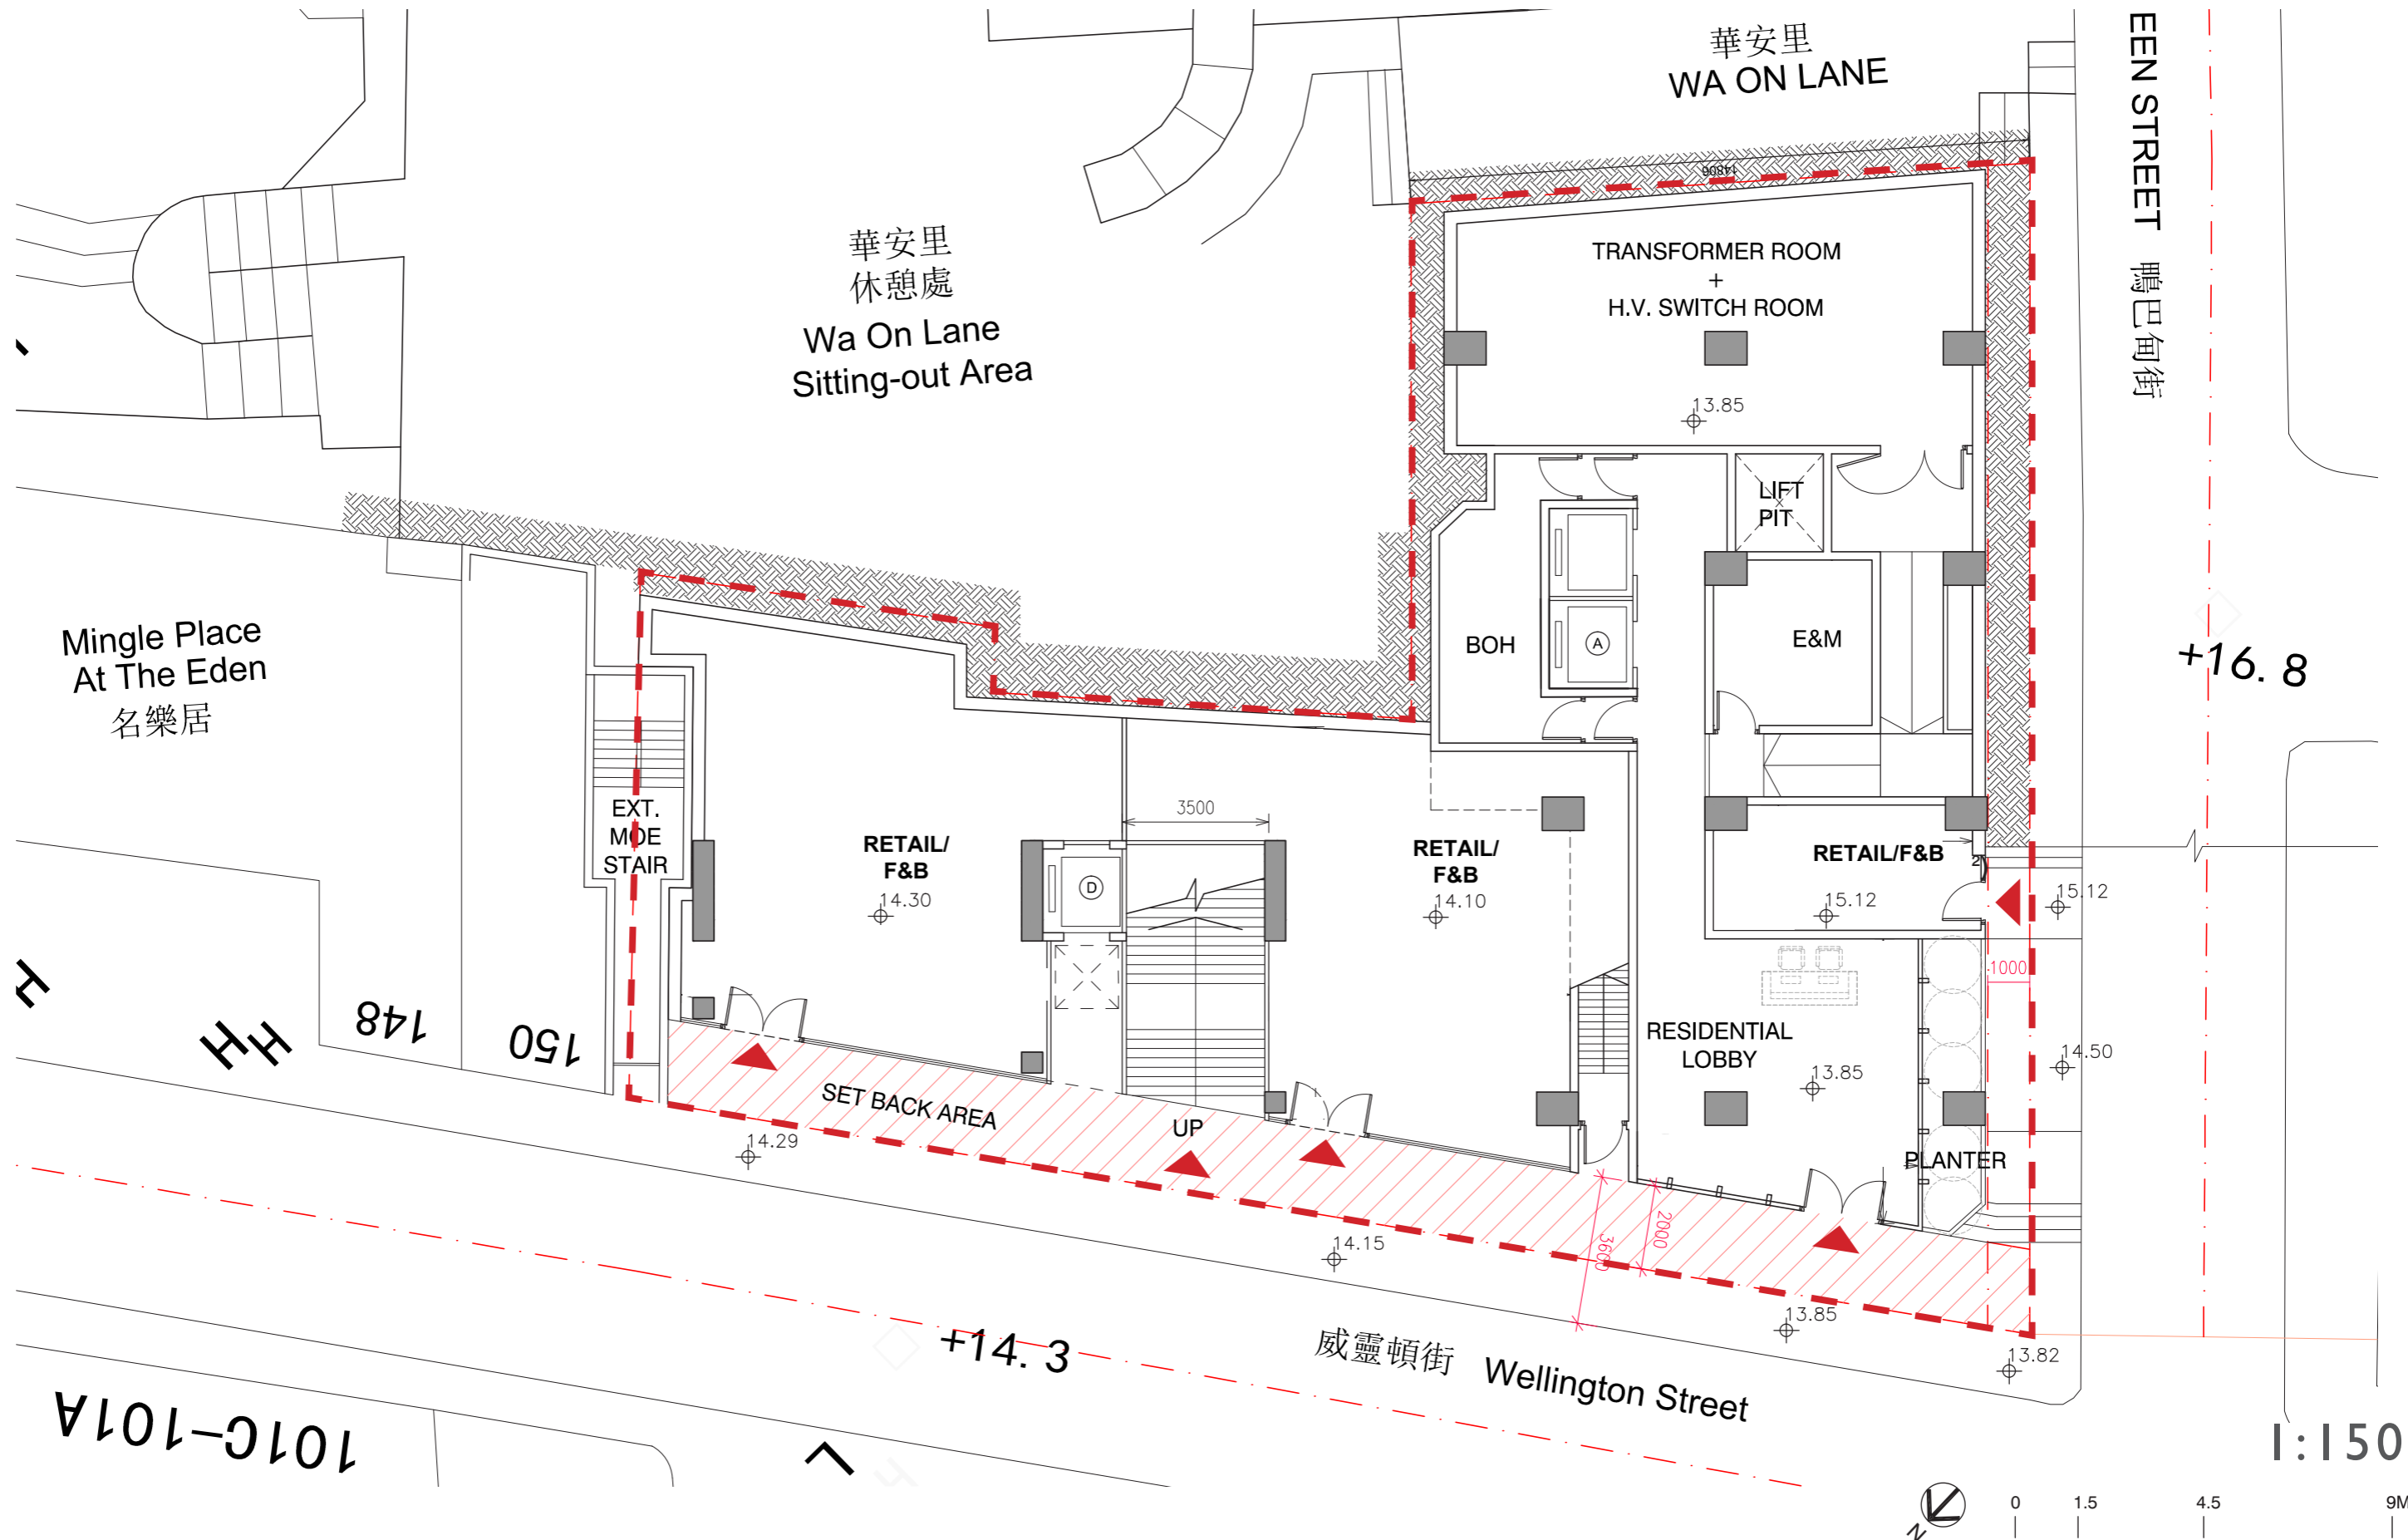 華安里
WA ON LANE
EEN STREET 鴨巴甸街
14806
華安里
休憩處
Wa On Lane
Sitting-out Area
TRANSFORMER ROOM
+
H.V. SWITCH ROOM
13.85
LIFT
PIT
BOH
A
E&M
+16. 8
Mingle Place
At The Eden
名樂居
EXT.
MOE
STAIR
3500
RETAIL/
F&B
14.30
D
RETAIL/
F&B
14.10
RETAIL/F&B
15.12
15.12
1000
RESIDENTIAL
LOBBY
13.85
14.50
PLANTER
148
150
H
H
H
SET BACK AREA
UP
14.29
14.15
2000
3600
13.85
13.82
+14. 3
威靈頓街 Wellington Street
101C-101A
1:150
N
0 1.5 4.5 9M